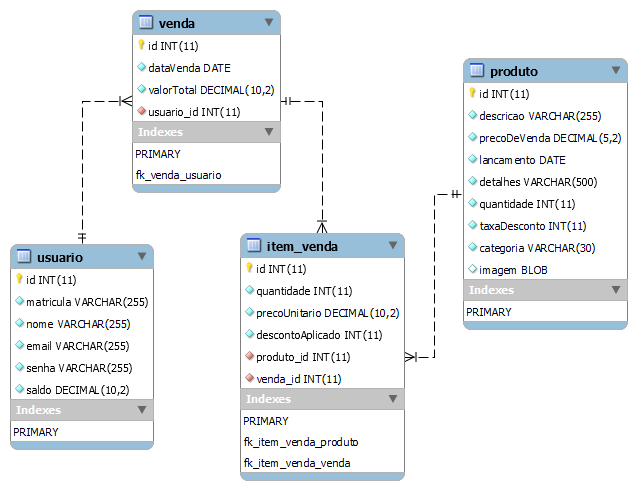 venda
id INT(11)
dataVenda DATE
valorTotal DECIMAL(10,2)
usuario_id INT(11)
Indexes
PRIMARY
fk_venda_usuario
produto
id INT(11)
descricao VARCHAR(255)
precoDeVenda DECIMAL(5,2)
lancamento DATE
detalhes VARCHAR(500)
quantidade INT(11)
taxaDesconto INT(11)
categoria VARCHAR(30)
imagem BLOB
Indexes
PRIMARY
usuario
id INT(11)
matricula VARCHAR(255)
nome VARCHAR(255)
email VARCHAR(255)
senha VARCHAR(255)
saldo DECIMAL(10,2)
Indexes
PRIMARY
item_venda
id INT(11)
quantidade INT(11)
precoUnitario DECIMAL(10,2)
descontoAplicado INT(11)
produto_id INT(11)
venda_id INT(11)
Indexes
PRIMARY
fk_item_venda_produto
fk_item_venda_venda